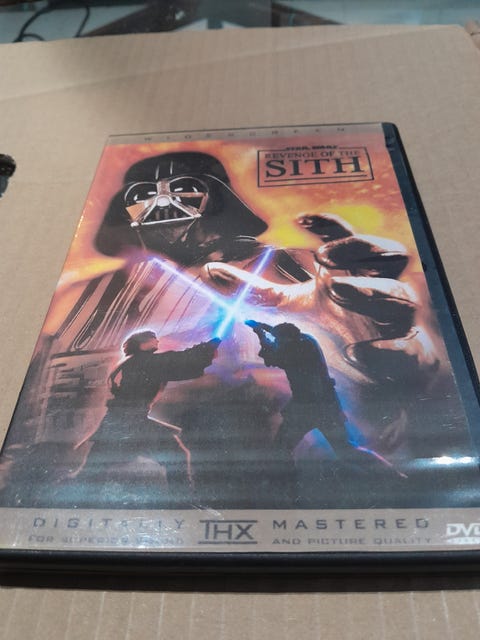 WIDESCREEN
STAR WARS
REVENGE OF THE
SITH
DIGITALLY THX MASTERED
FOR SUPERIOR SOUND AND PICTURE QUALITY
DVD